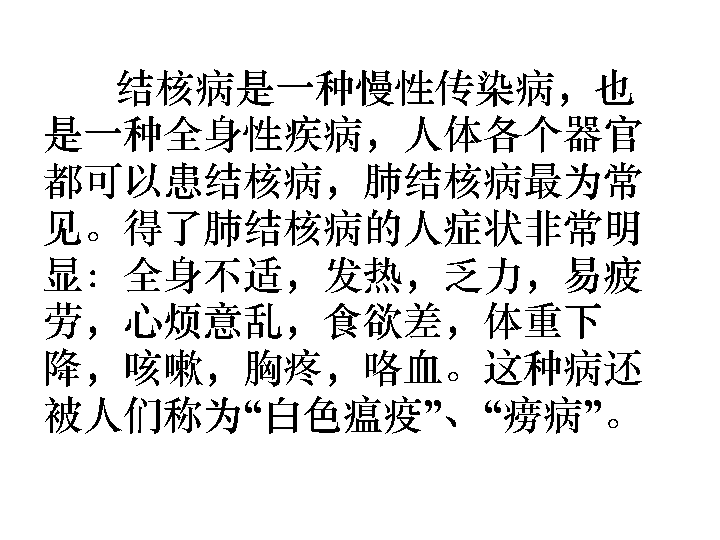 结核病是一种慢性传染病，也
是一种全身性疾病，人体各个器官
都可以患结核病，肺结核病最为常
见。得了肺结核病的人症状非常明
显：全身不适，发热，乏力，易疲
劳，心烦意乱，食欲差，体重下
降，咳嗽，胸疼，咯血。这种病还
被人们称为“白色瘟疫”、“痨病”。